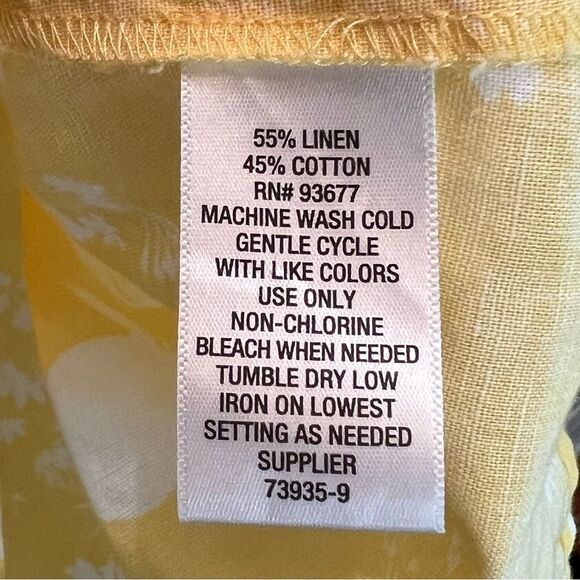 55% LINEN
45% COTTON
RN# 93677
MACHINE WASH COLD
GENTLE CYCLE
WITH LIKE COLORS
USE ONLY
NON-CHLORINE
BLEACH WHEN NEEDED
TUMBLE DRY LOW
IRON ON LOWEST
SETTING AS NEEDED
SUPPLIER
73935-9